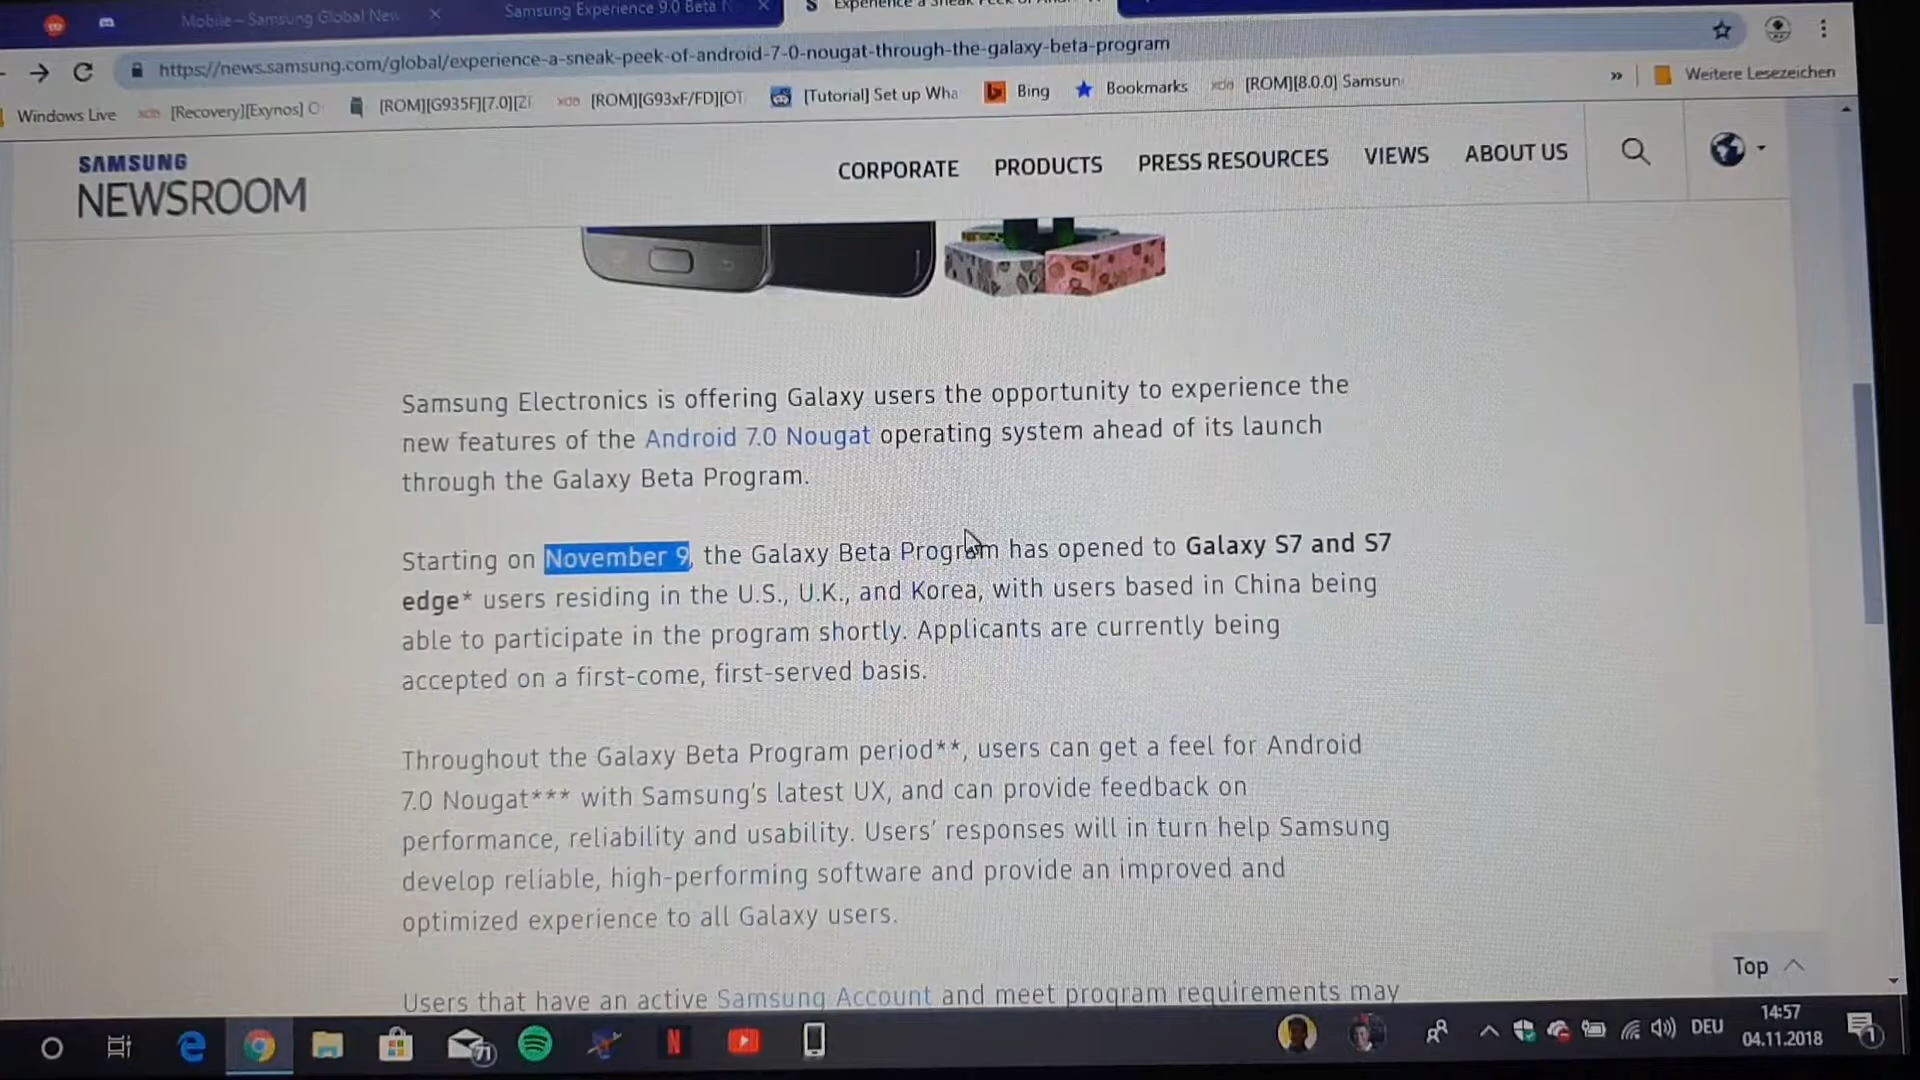 Mobile – Samsung Global New
Samsung Experience 9.0 Beta
https://news.samsung.com/global/experience-a-sneak-peek-of-android-7-0-nougat-through-the-galaxy-beta-program
Windows Live
[Recovery][Exynos] O
[ROM][G935F][7.0][Z
[ROM][G93xF/FD][OT
[Tutorial] Set up Wha
Bing
Bookmarks
[ROM][8.0.0] Samsun
»
Weitere Lesezeichen
SAMSUNG
NEWSROOM
CORPORATE
PRODUCTS
PRESS RESOURCES
VIEWS
ABOUT US
Samsung Electronics is offering Galaxy users the opportunity to experience the
new features of the Android 7.0 Nougat operating system ahead of its launch
through the Galaxy Beta Program.
Starting on November 9, the Galaxy Beta Program has opened to Galaxy S7 and S7
edge* users residing in the U.S., U.K., and Korea, with users based in China being
able to participate in the program shortly. Applicants are currently being
accepted on a first-come, first-served basis.
Throughout the Galaxy Beta Program period**, users can get a feel for Android
7.0 Nougat*** with Samsung's latest UX, and can provide feedback on
performance, reliability and usability. Users' responses will in turn help Samsung
develop reliable, high-performing software and provide an improved and
optimized experience to all Galaxy users.
Top
Users that have an active Samsung Account and meet program requirements may
71
DEU
14:57
04.11.2018
1